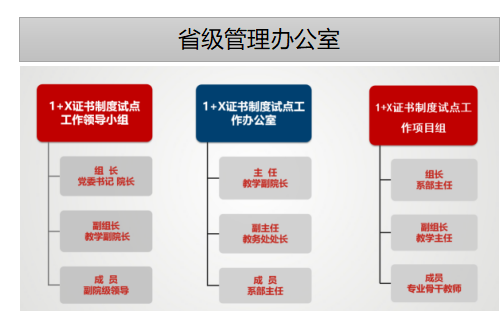 省级管理办公室
1+X证书制度试点
工作领导小组
组 长
党委书记 院长
副组长
教学副院长
成 员
副院级领导
1+X证书制度试点工
作办公室
主 任
教学副院长
副主任
教务处处长
成 员
系部主任
1+X证书制度试点工
作项目组
组长
系部主任
副组长
教学主任
成员
专业骨干教师